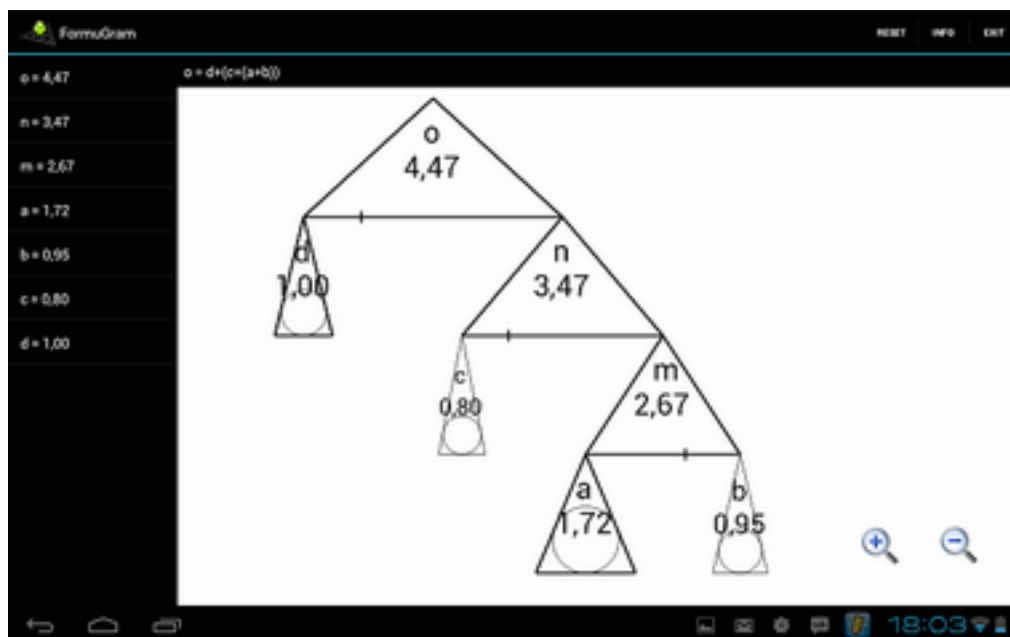 FormuGram
RESET INFO EXIT
o = 4,47
n = 3,47
m = 2,67
a = 1,72
b = 0,95
c = 0,80
d = 1,00
o = d+(c+(a+b))
o
4,47
d
1,00
n
3,47
c
0,80
m
2,67
a
1,72
b
0,95
18:03